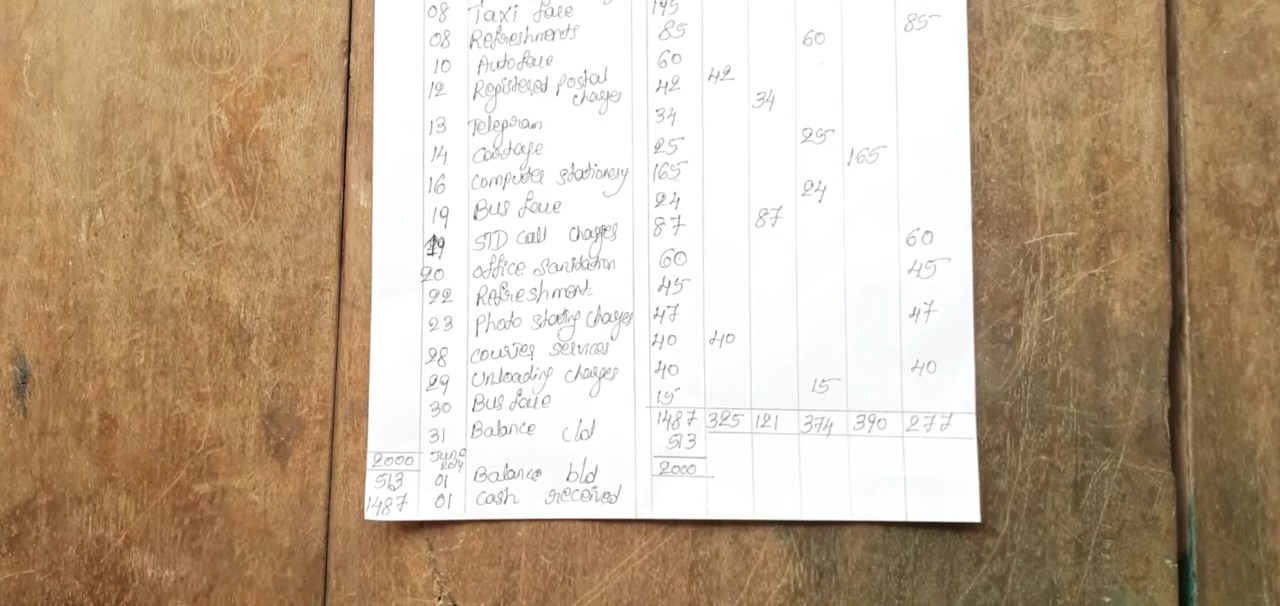 08 Taxi fare 145
08 Refreshments 85 85
10 Auto fare 60 60
12 Registered postal charges 42 42
13 Telegram 34 34
14 Cartage 25 25
16 Computer stationery 165 165
19 Bus fare 24 24
19 STD call charges 87 87
20 office sanitation 60 60
22 Refreshment 45 45
23 Photo stating charges 47 47
28 courier services 40 40
29 Unloading charges 40 40
30 Bus fare 15 15
1487 325 121 374 390 277
31 Balance c/d 513
2000 June 2014 2000
513 01 Balance b/d
1487 01 cash received